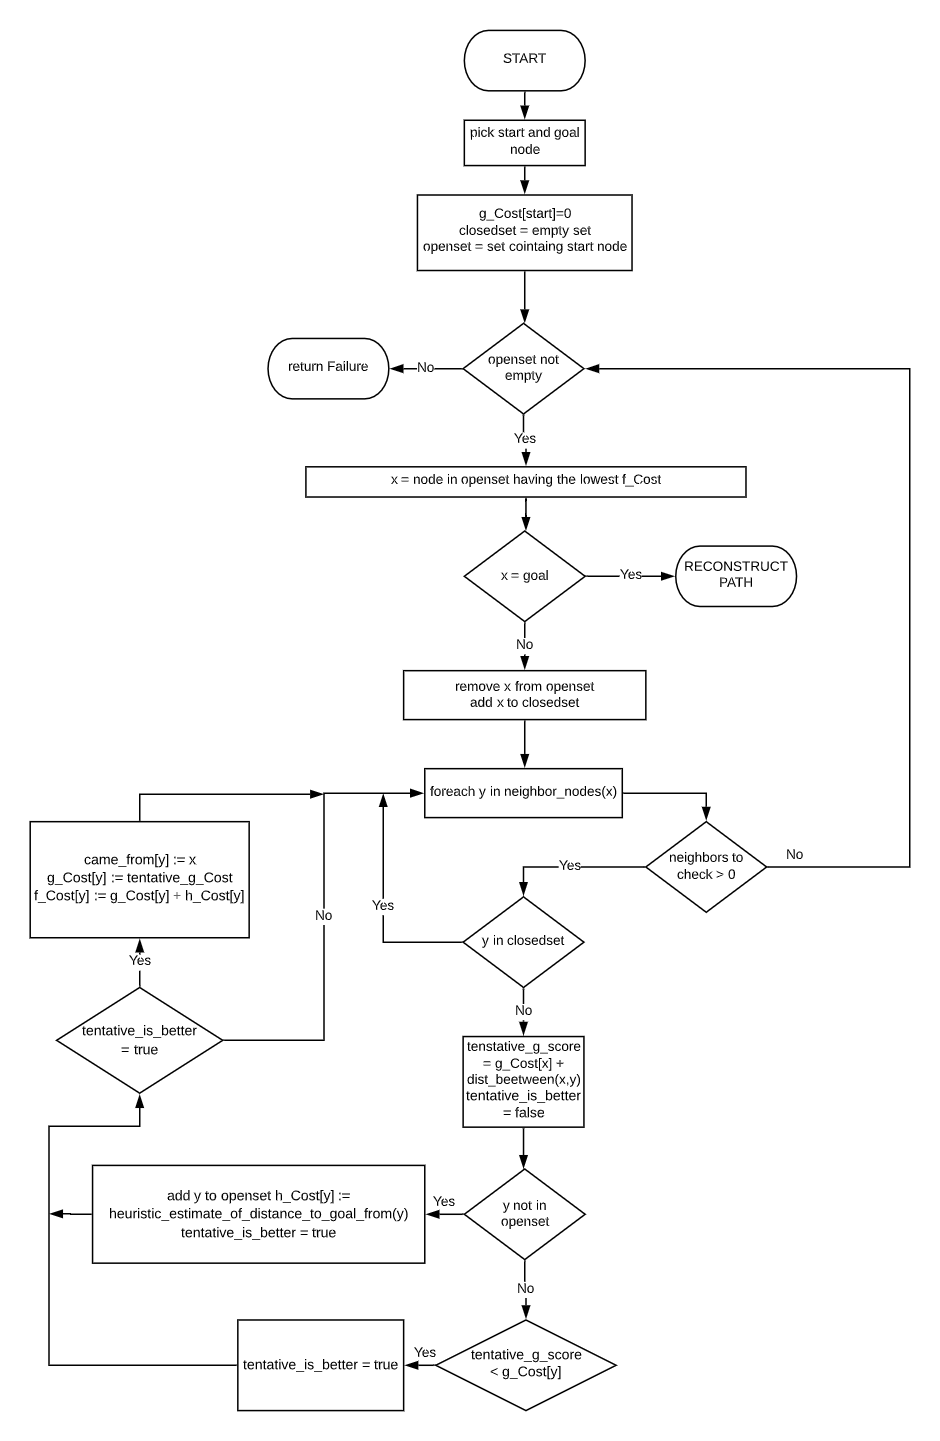 START
pick start and goal
node
g_Cost[start]=0
closedset = empty set
openset = set cointaing start node
openset not
empty
No
return Failure
Yes
x = node in openset having the lowest f_Cost
x = goal
Yes
RECONSTRUCT
PATH
No
remove x from openset
add x to closedset
foreach y in neighbor_nodes(x)
neighbors to
check > 0
No
Yes
y in closedset
Yes
No
tenstative_g_score
= g_Cost[x] +
dist_beetween(x,y)
tentative_is_better
= false
y not in
openset
Yes
add y to openset h_Cost[y] :=
heuristic_estimate_of_distance_to_goal_from(y)
tentative_is_better = true
No
tentative_g_score
< g_Cost[y]
Yes
tentative_is_better = true
tentative_is_better
= true
No
Yes
came_from[y] := x
g_Cost[y] := tentative_g_Cost
f_Cost[y] := g_Cost[y] + h_Cost[y]